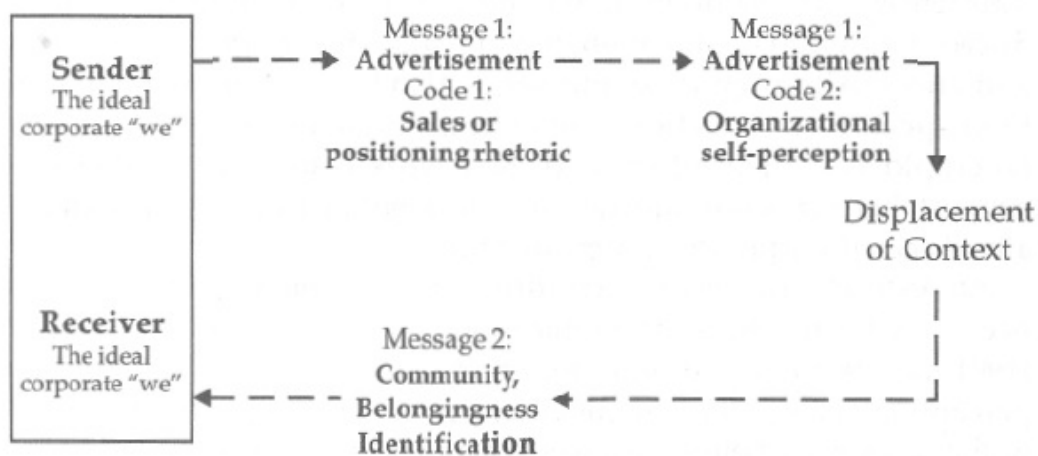 Sender
The ideal
corporate "we"
Message 1:
Advertisement
Code 1:
Sales or
positioning rhetoric
Message 1:
Advertisement
Code 2:
Organizational
self-perception
Displacement
of Context
Message 2:
Community,
Belongingness
Identification
Receiver
The ideal
corporate "we"